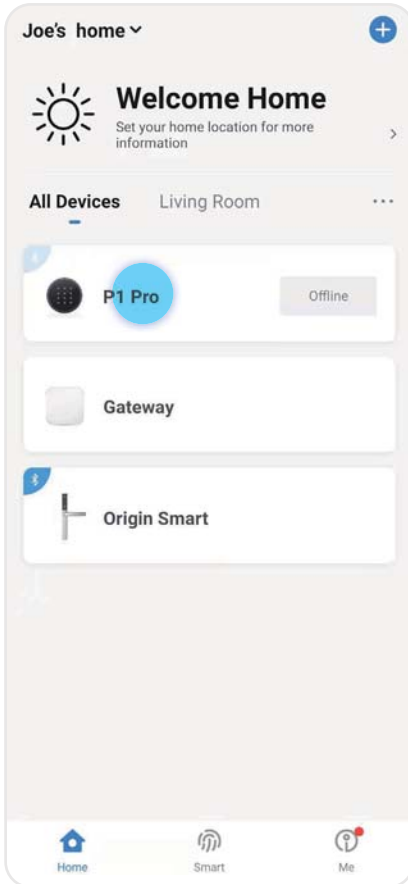 Joe's home
Welcome Home
Set your home location for more
information
All Devices
Living Room
P1 Pro
Offline
Gateway
Origin Smart
Home
Smart
Me